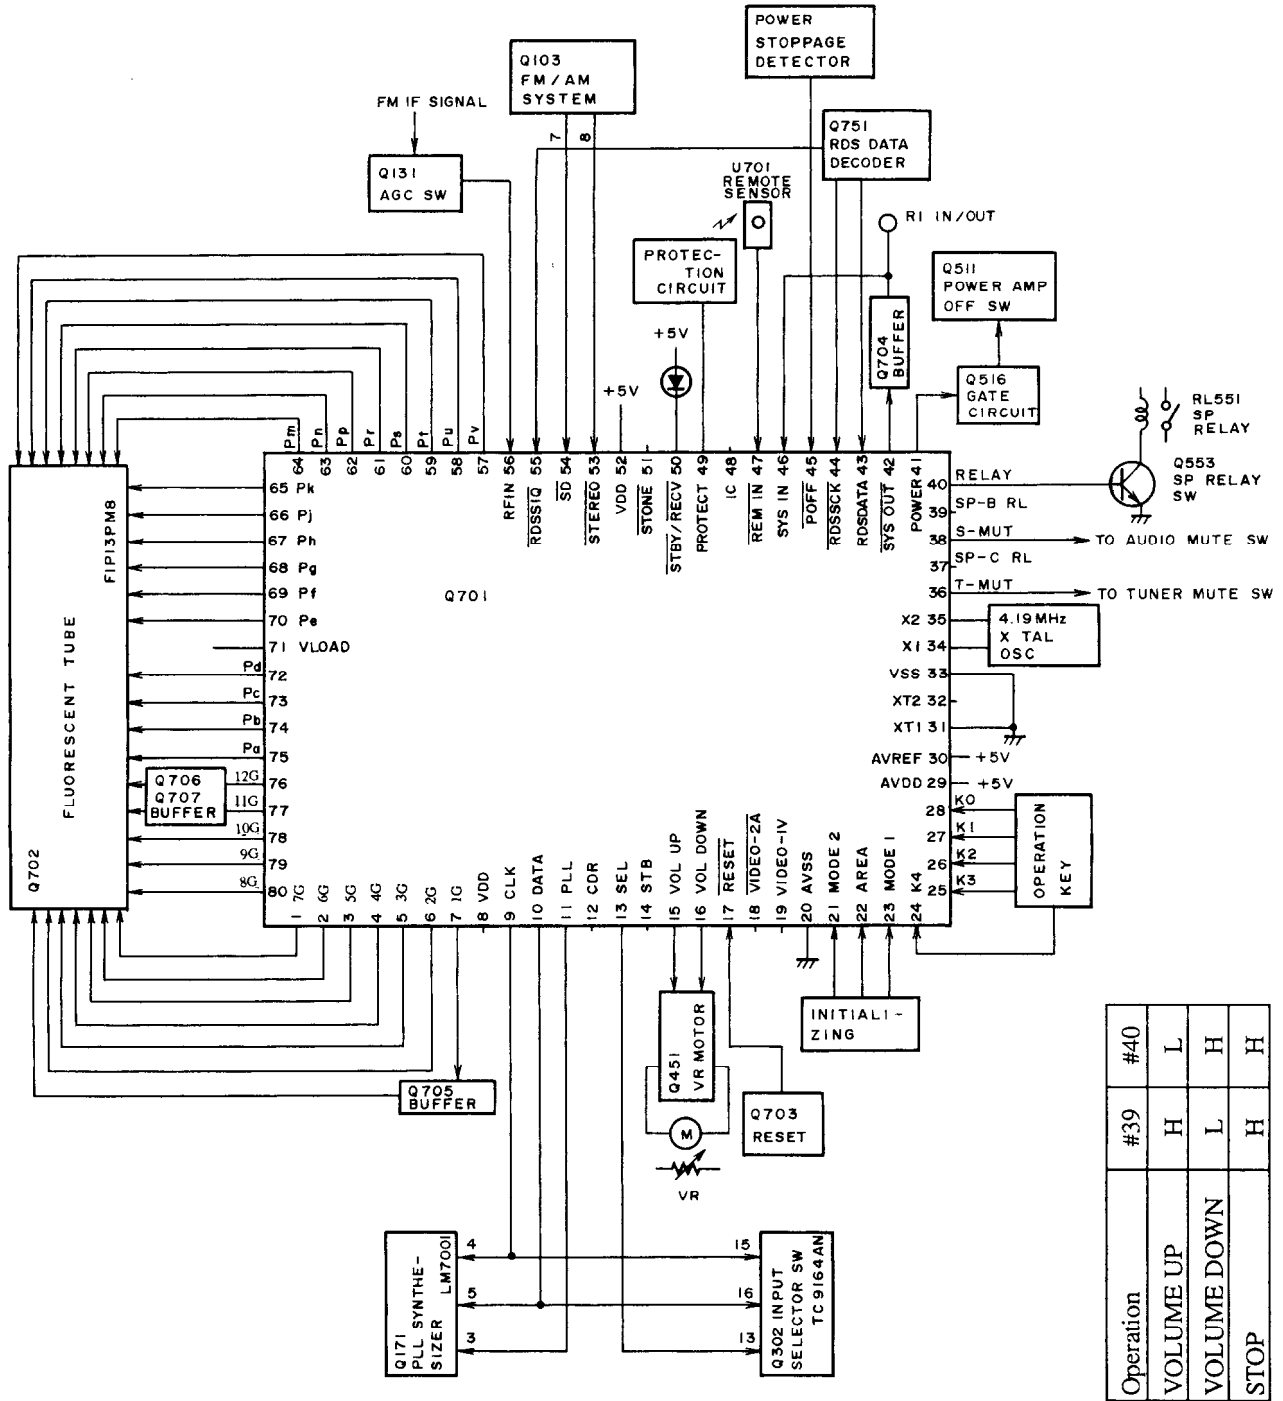 POWER
STOPPAGE
DETECTOR
Q103
FM/AM
SYSTEM
FM IF SIGNAL
7
8
Q131
AGC SW
Q751
RDS DATA
DECODER
U701
REMOTE
SENSOR
RI IN/OUT
PROTEC-
TION
CIRCUIT
Q511
POWER AMP
OFF SW
+5V
+5V
Q704
BUFFER
Q516
GATE
CIRCUIT
RL551
SP
RELAY
Q553
SP RELAY
SW
Pm
Pn
Pp
Pr
Ps
Pt
Pu
Pv
64
63
62
61
60
59
58
57
56
55
54
53
52
51
50
49
48
47
46
45
44
43
42
41
RFIN
RDSSIQ
SD
STEREO
VDD
STONE
STBY/RECV
PROTECT
IC
REM IN
SYS IN
POFF
RDSSCK
RDSDATA
SYS OUT
POWER
65 Pk
66 Pj
67 Ph
68 Pg
69 Pf
70 Pe
71 VLOAD
Pd 72
Pc 73
Pb 74
Pa 75
12G 76
11G 77
10G 78
9G 79
8G 80
Q706
Q707
BUFFER
FIP13PM8
FLUORESCENT TUBE
Q702
Q701
40 RELAY
39 SP-B RL
38 S-MUT
TO AUDIO MUTE SW
37 SP-C RL
36 T-MUT
TO TUNER MUTE SW
X2 35
X1 34
4.19MHz
X TAL
OSC
VSS 33
XT2 32
XT1 31
AVREF 30
+5V
AVDD 29
+5V
28 K0
27 K1
26 K2
25 K3
OPERATION
KEY
1 7G
2 6G
3 5G
4 4G
5 3G
6 2G
7 1G
8 VDD
9 CLK
10 DATA
11 PLL
12 CDR
13 SEL
14 STB
15 VOL UP
16 VOL DOWN
17 RESET
18 VIDEO-2A
19 VIDEO-1V
20 AVSS
21 MODE 2
22 AREA
23 MODE 1
24 K4
INITIALI-
ZING
Q451
VR MOTOR
M
VR
Q703
RESET
Q705
BUFFER
Q171
PLL SYNTHE-
SIZER
LM7001
4
5
3
15
16
13
Q302 INPUT
SELECTOR SW
TC9164AN
Operation #39 #40
VOLUME UP H L
VOLUME DOWN L H
STOP H H